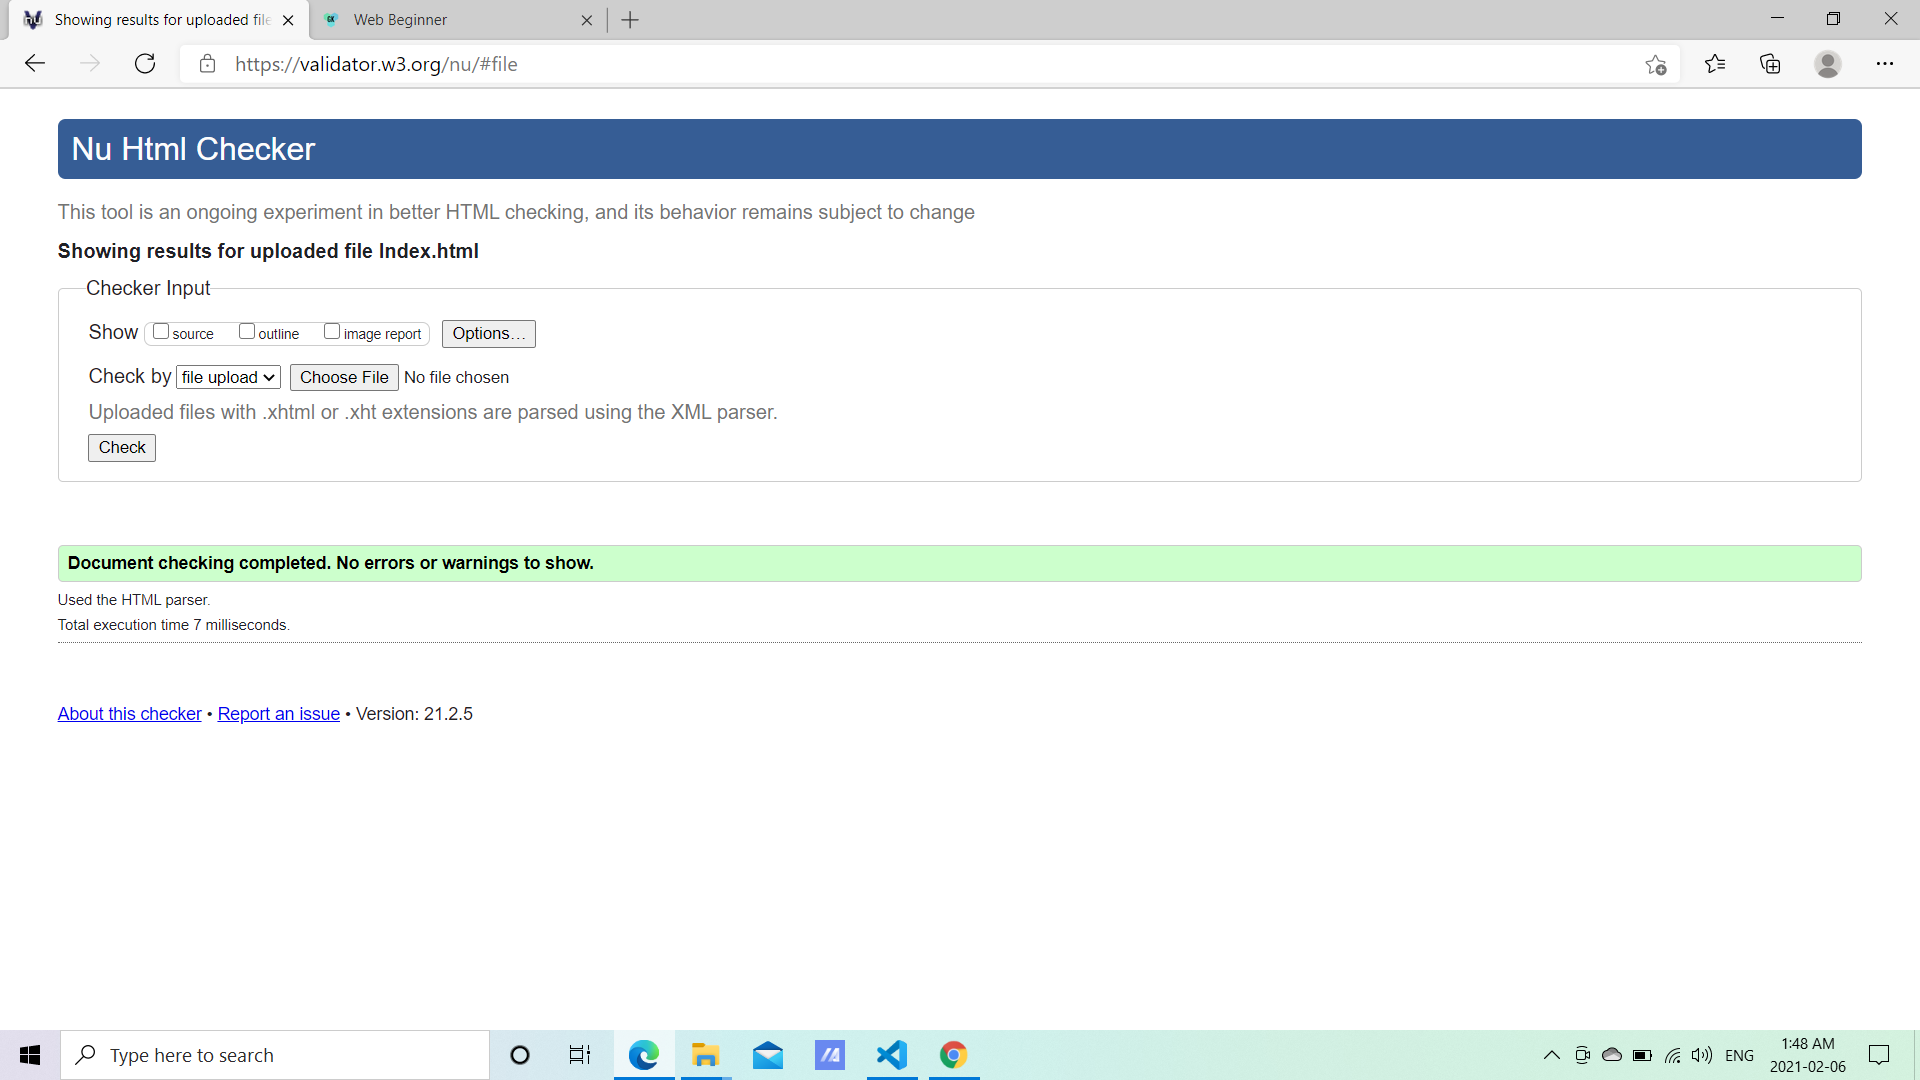 Showing results for uploaded file
Web Beginner
https://validator.w3.org/nu/#file
Nu Html Checker
This tool is an ongoing experiment in better HTML checking, and its behavior remains subject to change
Showing results for uploaded file Index.html
Checker Input
Show source outline image report Options…
Check by file upload Choose File No file chosen
Uploaded files with .xhtml or .xht extensions are parsed using the XML parser.
Check
Document checking completed. No errors or warnings to show.
Used the HTML parser.
Total execution time 7 milliseconds.
About this checker • Report an issue • Version: 21.2.5
Type here to search
ENG
1:48 AM
2021-02-06